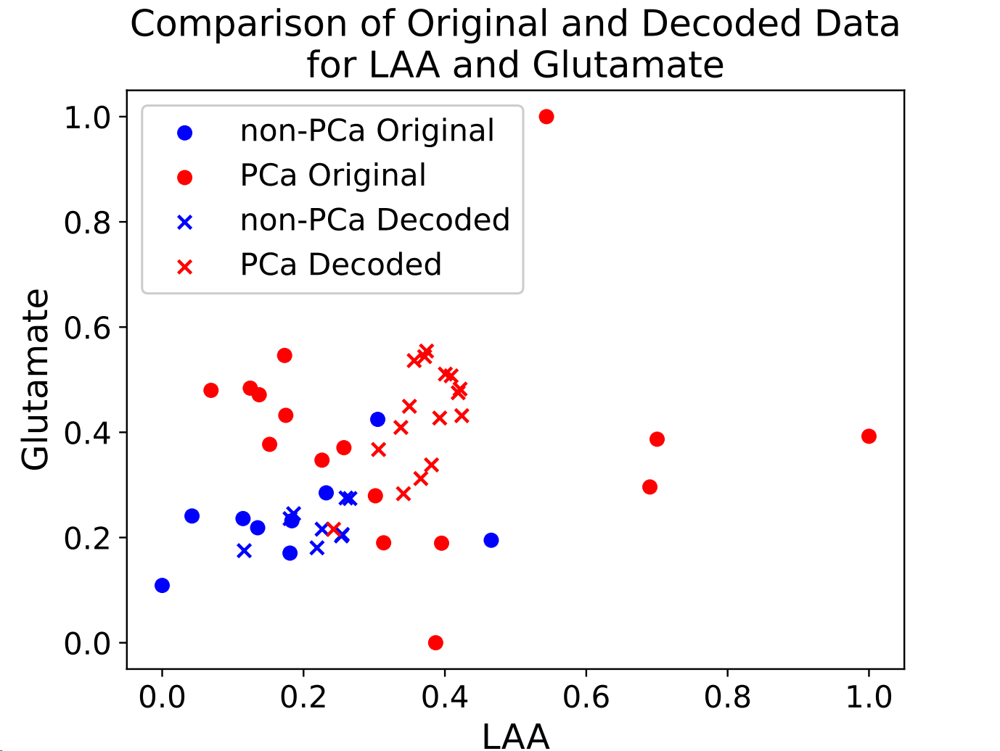 Comparison of Original and Decoded Data
for LAA and Glutamate
non-PCa Original
PCa Original
non-PCa Decoded
PCa Decoded
Glutamate
1.0
0.8
0.6
0.4
0.2
0.0
0.0 0.2 0.4 0.6 0.8 1.0
LAA